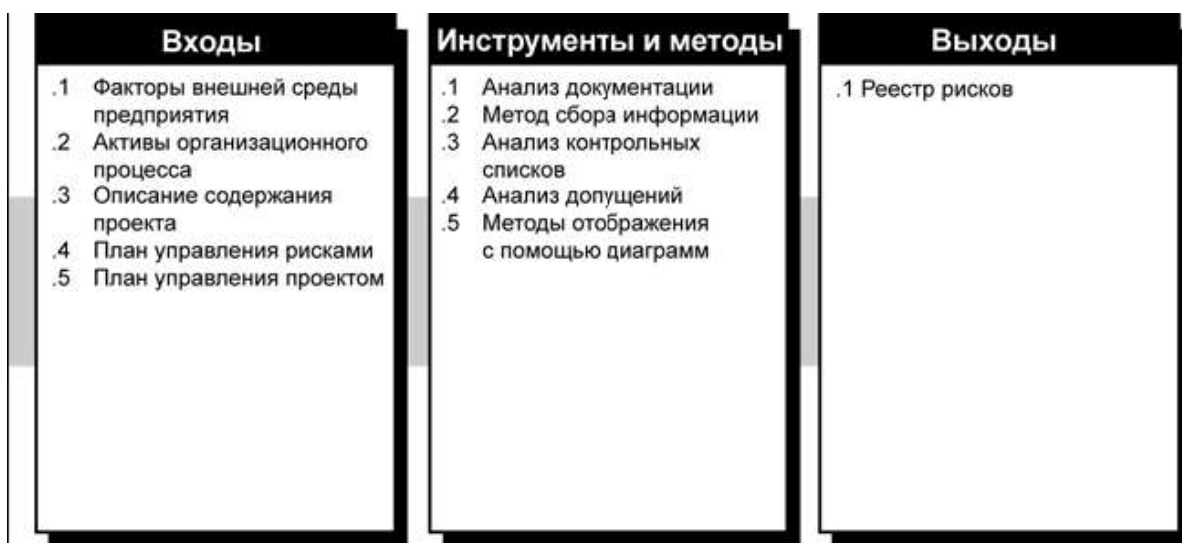 Входы
.1 Факторы внешней среды
предприятия
.2 Активы организационного
процесса
.3 Описание содержания
проекта
.4 План управления рисками
.5 План управления проектом
Инструменты и методы
.1 Анализ документации
.2 Метод сбора информации
.3 Анализ контрольных
списков
.4 Анализ допущений
.5 Методы отображения
с помощью диаграмм
Выходы
.1 Реестр рисков